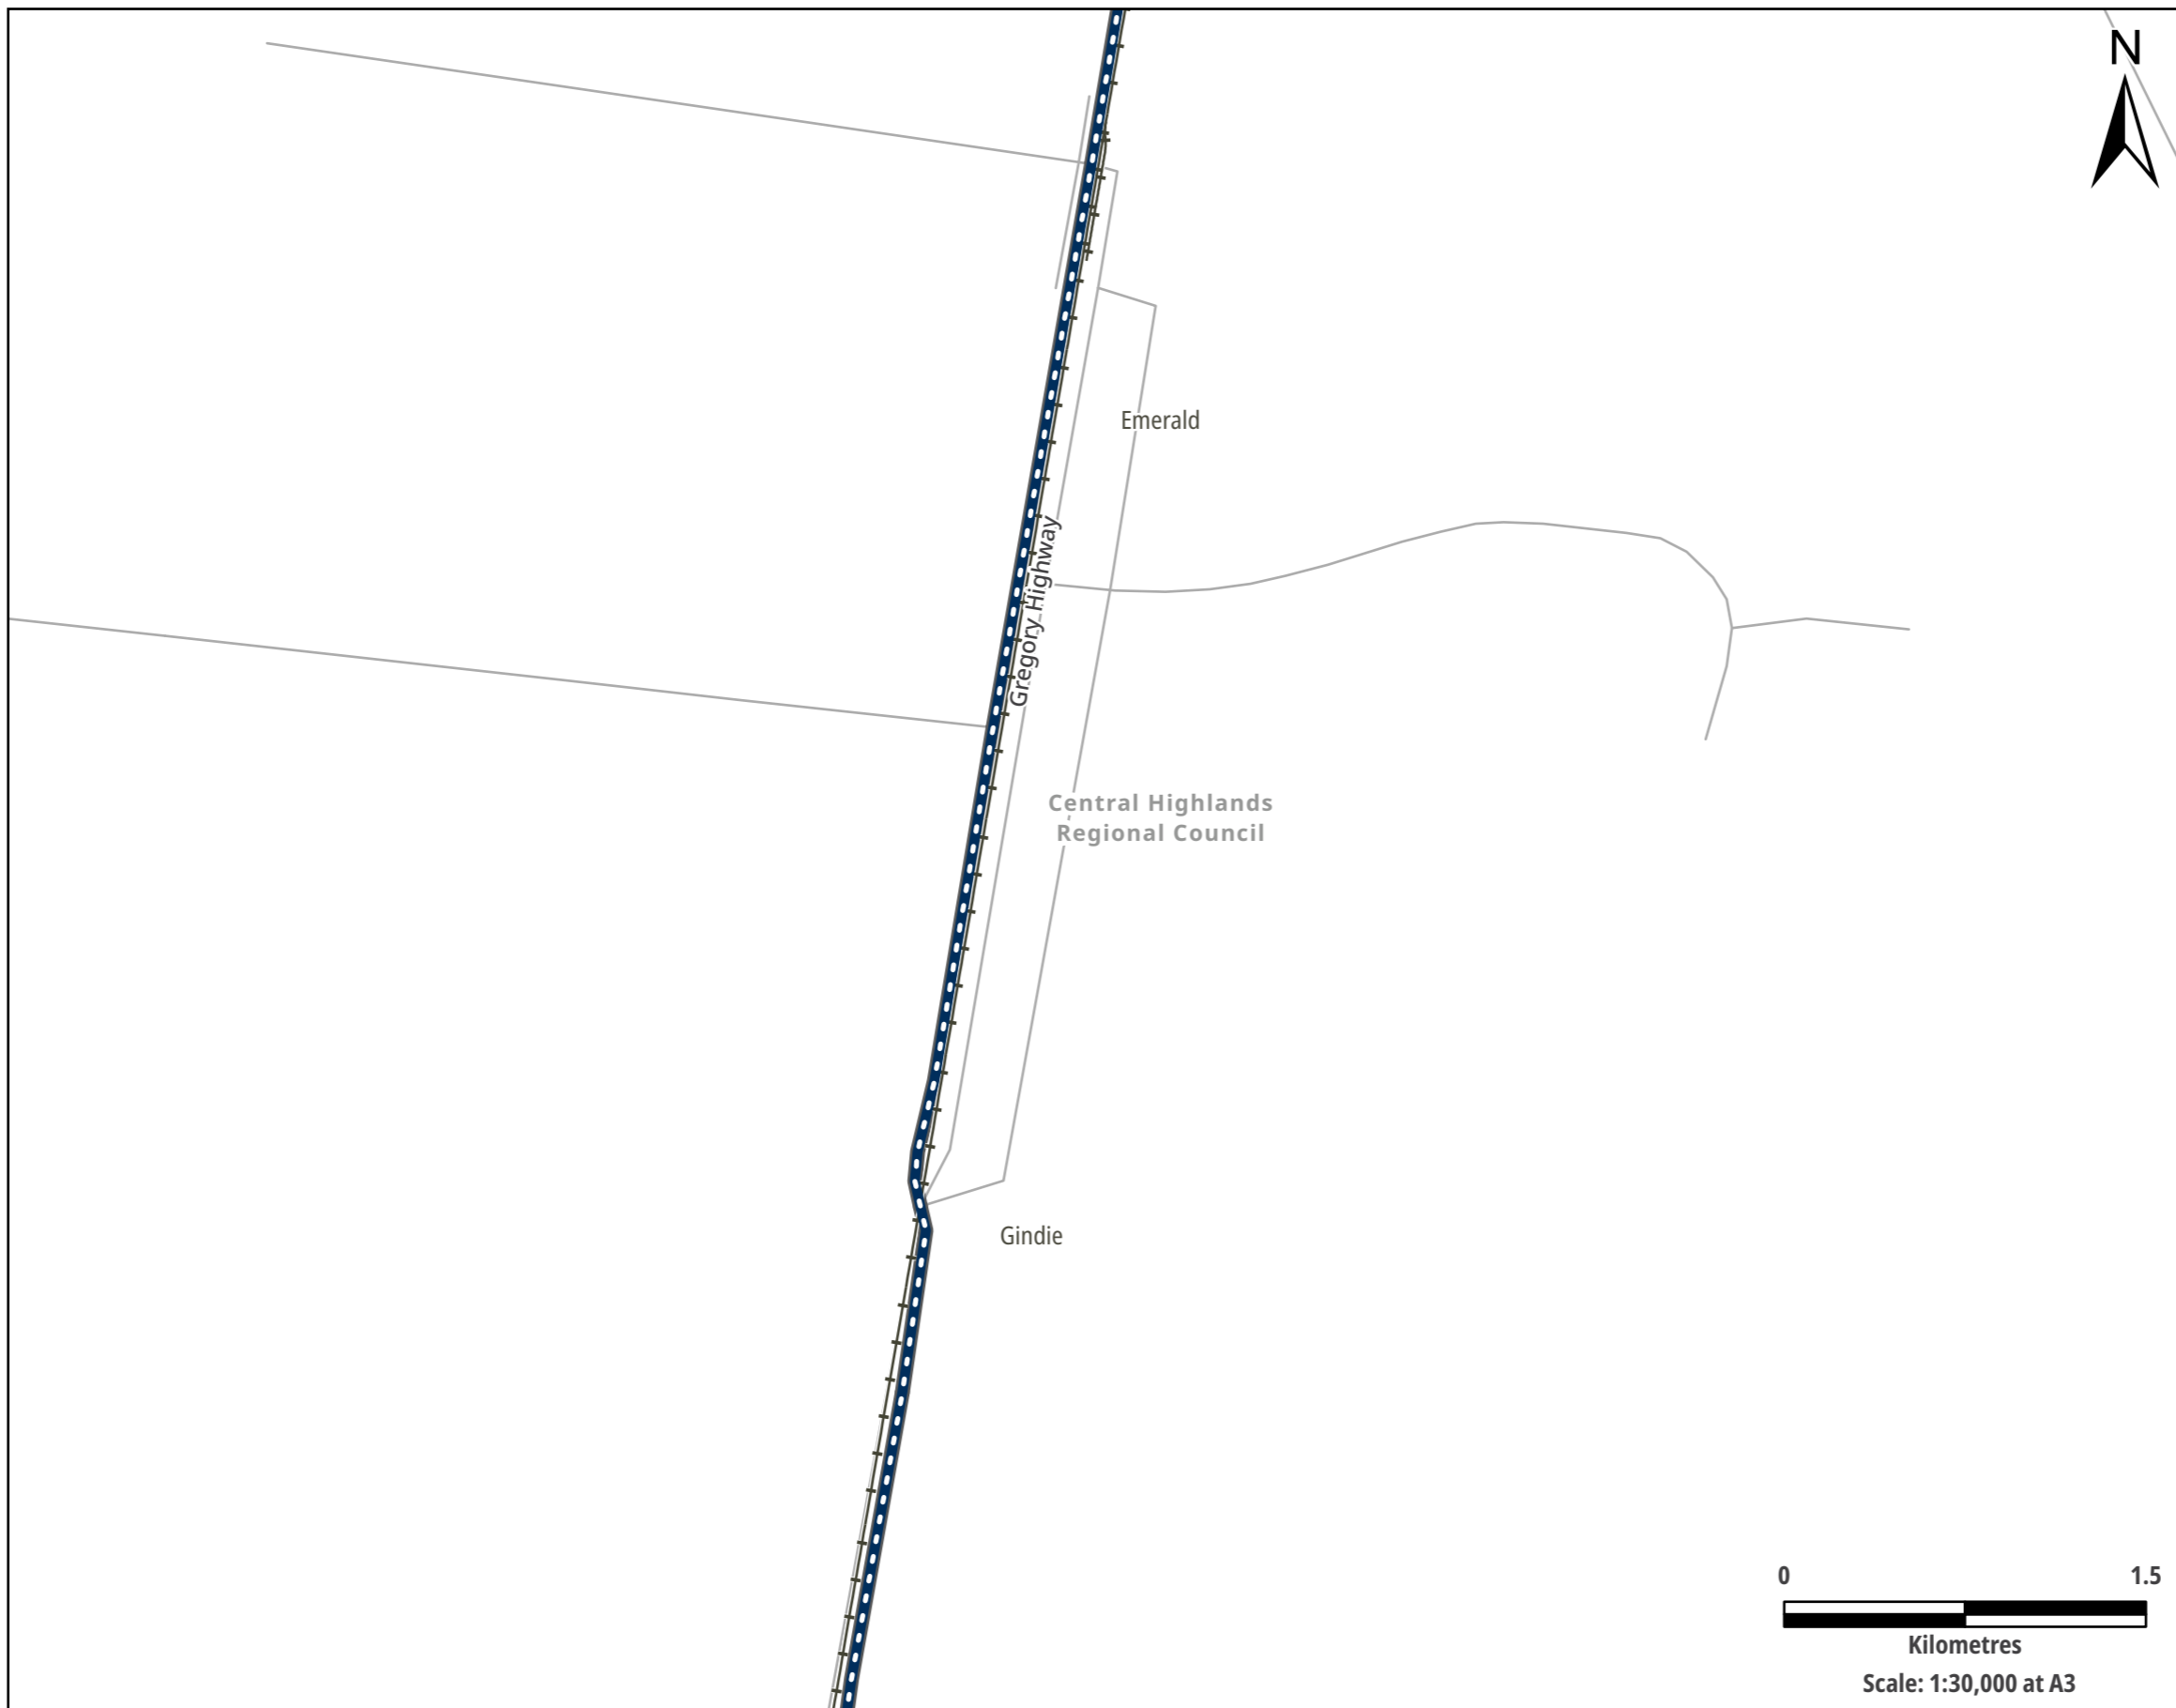 N
Emerald
Gregory Highway
Central Highlands
Regional Council
Gindie
0 1.5
Kilometres
Scale: 1:30,000 at A3